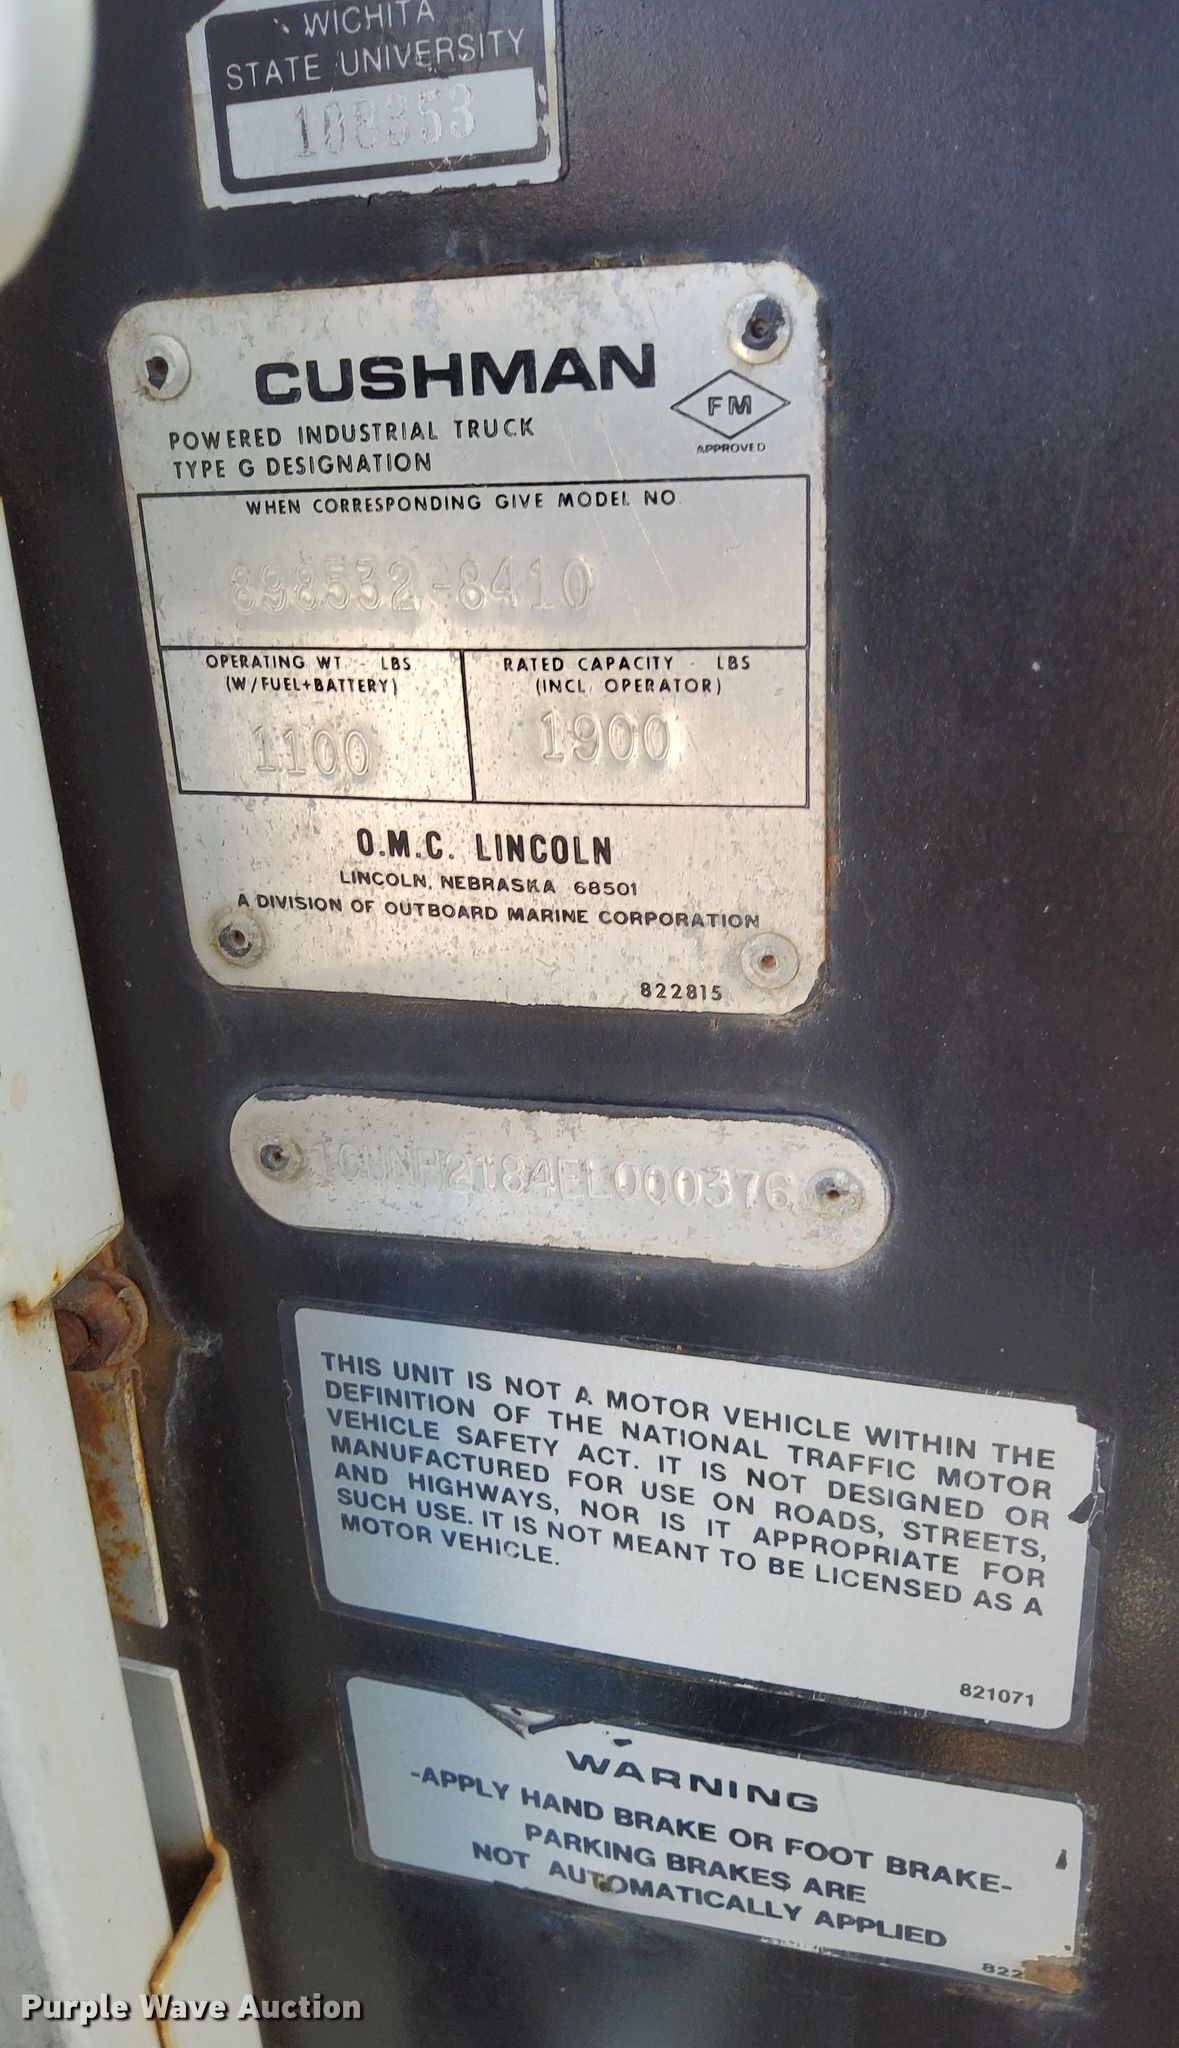 WICHITA
STATE UNIVERSITY
108353
CUSHMAN
FM
APPROVED
POWERED INDUSTRIAL TRUCK
TYPE G DESIGNATION
WHEN CORRESPONDING GIVE MODEL NO.
898532-8410
OPERATING WT. - LBS
(W/FUEL+BATTERY)
1100
RATED CAPACITY - LBS
(INCL. OPERATOR)
1900
O.M.C. LINCOLN
LINCOLN, NEBRASKA 68501
A DIVISION OF OUTBOARD MARINE CORPORATION
822815
1CUNH2184EL000376
THIS UNIT IS NOT A MOTOR VEHICLE WITHIN THE
DEFINITION OF THE NATIONAL TRAFFIC MOTOR
VEHICLE SAFETY ACT. IT IS NOT DESIGNED OR
MANUFACTURED FOR USE ON ROADS, STREETS,
AND HIGHWAYS, NOR IS IT APPROPRIATE FOR
SUCH USE. IT IS NOT MEANT TO BE LICENSED AS A
MOTOR VEHICLE.
821071
WARNING
-APPLY HAND BRAKE OR FOOT BRAKE-
PARKING BRAKES ARE
NOT AUTOMATICALLY APPLIED
Purple Wave Auction